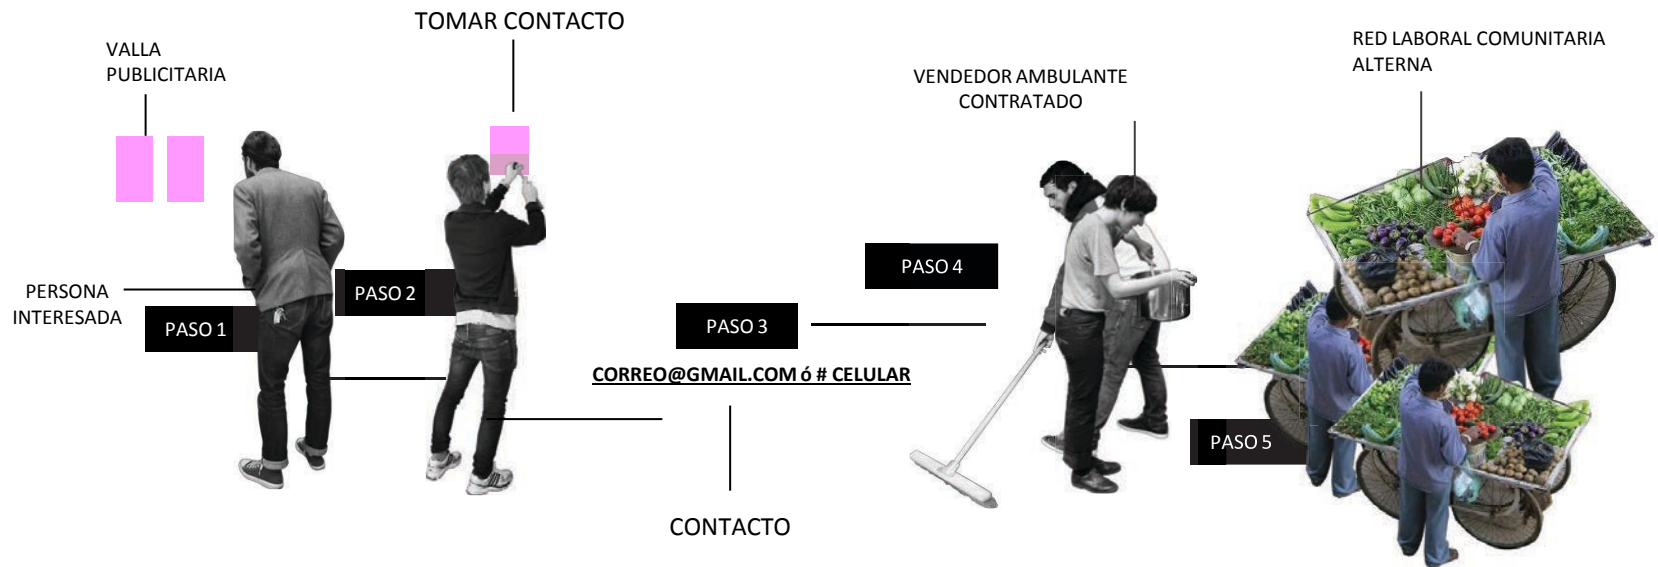 TOMAR CONTACTO
VALLA
PUBLICITARIA
PERSONA
INTERESADA
PASO 1
PASO 2
PASO 3
CORREO@GMAIL.COM ó # CELULAR
CONTACTO
PASO 4
VENDEDOR AMBULANTE
CONTRATADO
PASO 5
RED LABORAL COMUNITARIA
ALTERNA